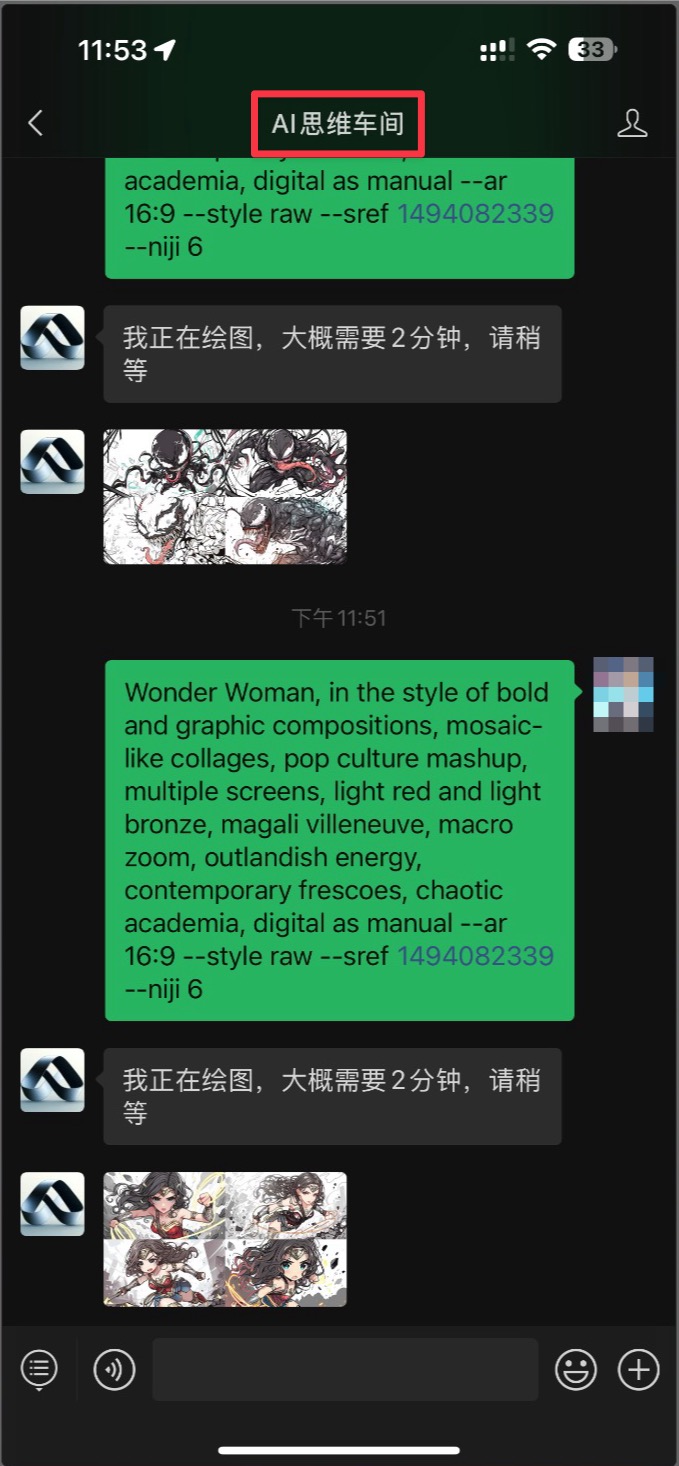 11:53
33
AI思维车间
academia, digital as manual --ar
16:9 --style raw --sref 1494082339
--niji 6
我正在绘图，大概需要2分钟，请稍
等
下午11:51
Wonder Woman, in the style of bold
and graphic compositions, mosaic-
like collages, pop culture mashup,
multiple screens, light red and light
bronze, magali villeneuve, macro
zoom, outlandish energy,
contemporary frescoes, chaotic
academia, digital as manual --ar
16:9 --style raw --sref 1494082339
--niji 6
我正在绘图，大概需要2分钟，请稍
等